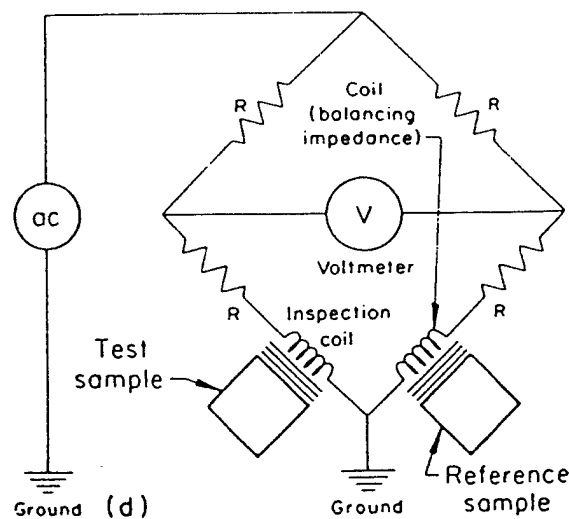 R
Coil
(balancing
impedance)
R
ac
V
Voltmeter
R
Inspection
coil
R
Test
sample
Ground (d)
Ground
Reference
sample